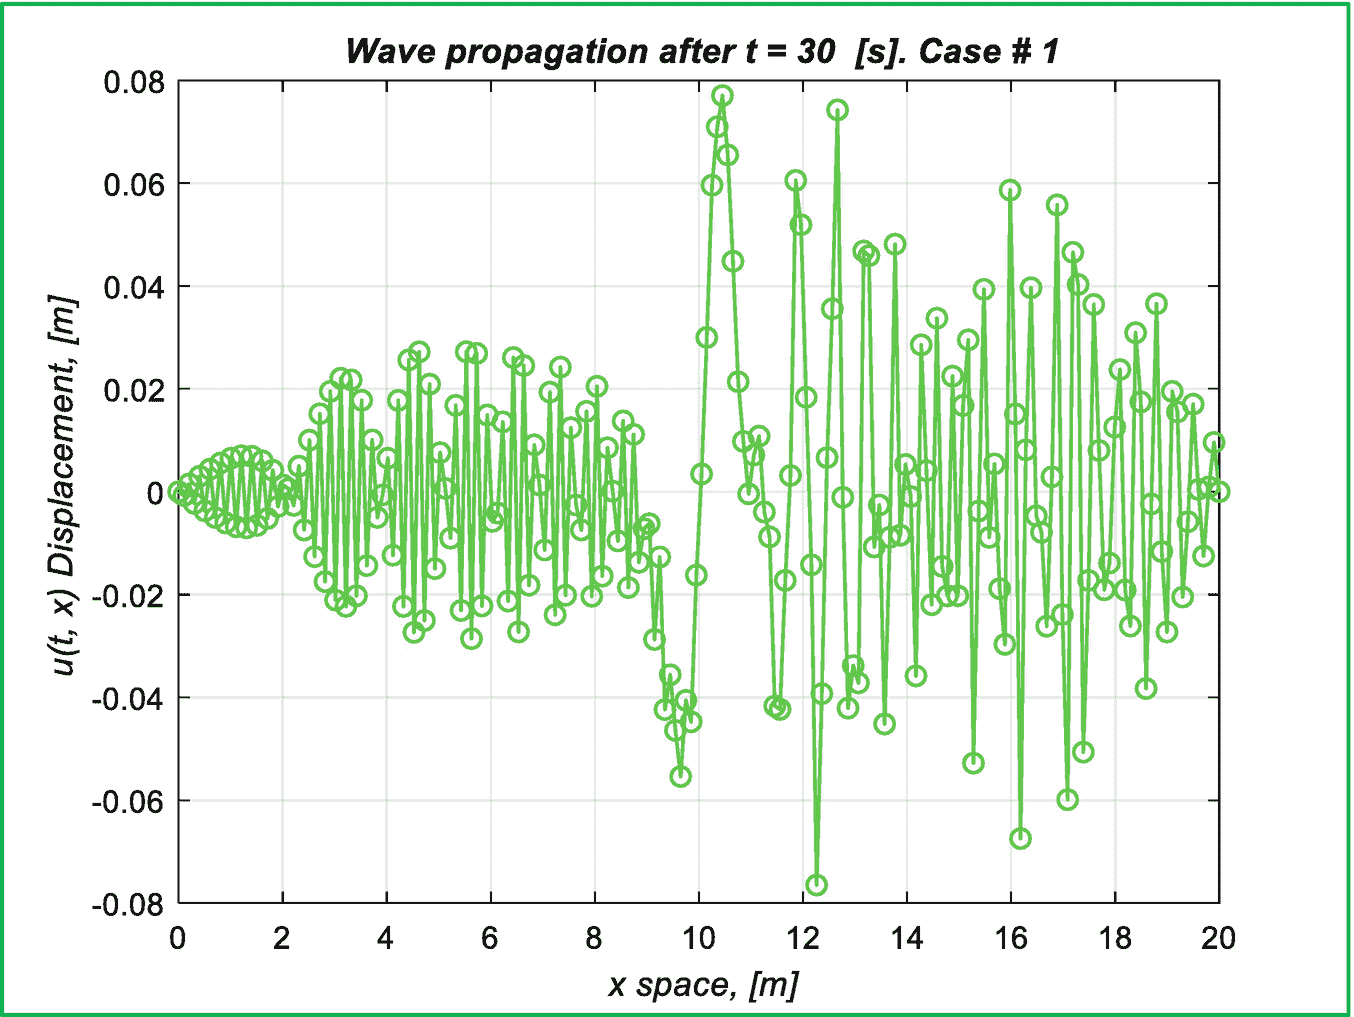 Wave propagation after t = 30 [s]. Case # 1
0.08
0.06
0.04
0.02
0
-0.02
-0.04
-0.06
-0.08
u(t, x) Displacement, [m]
0 2 4 6 8 10 12 14 16 18 20
x space, [m]